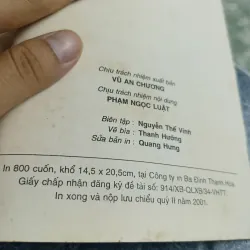 Chịu trách nhiệm xuất bản
VŨ AN CHƯƠNG
Chịu trách nhiệm nội dung
PHẠM NGỌC LUẬT
Biên tập : Nguyễn Thế Vinh
Vẽ bìa : Thanh Hường
Sửa bản in : Quang Hưng
In 800 cuốn, khổ 14,5 x 20,5cm, tại Công ty in Ba Đình Thanh Hóa
Giấy chấp nhận đăng ký đề tài số: 914/XB-QLXB/34-VHTT.
In xong và nộp lưu chiểu quý II năm 2001.